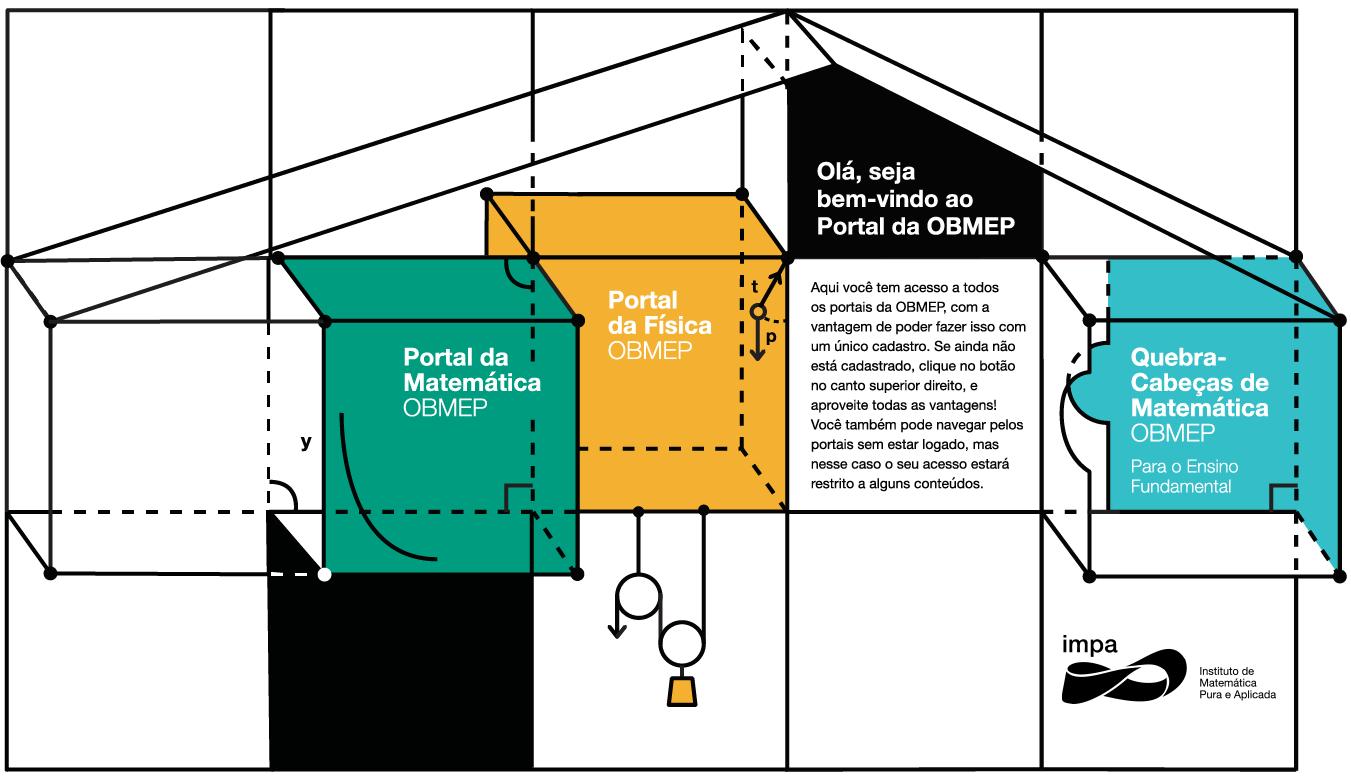 Olá, seja
bem-vindo ao
Portal da OBMEP
Aqui você tem acesso a todos
os portais da OBMEP, com a
vantagem de poder fazer isso com
um único cadastro. Se ainda não
está cadastrado, clique no botão
no canto superior direito, e
aproveite todas as vantagens!
Você também pode navegar pelos
portais sem estar logado, mas
nesse caso o seu acesso estará
restrito a alguns conteúdos.
Portal da
Matemática
OBMEP
y
Portal
da Física
OBMEP
t
p
Quebra-
Cabeças de
Matemática
OBMEP
Para o Ensino
Fundamental
impa
Instituto de
Matemática
Pura e Aplicada